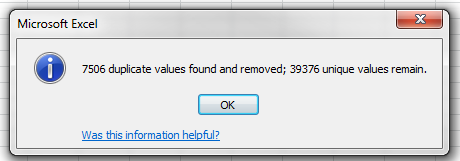 Microsoft Excel
7506 duplicate values found and removed; 39376 unique values remain.
OK
Was this information helpful?